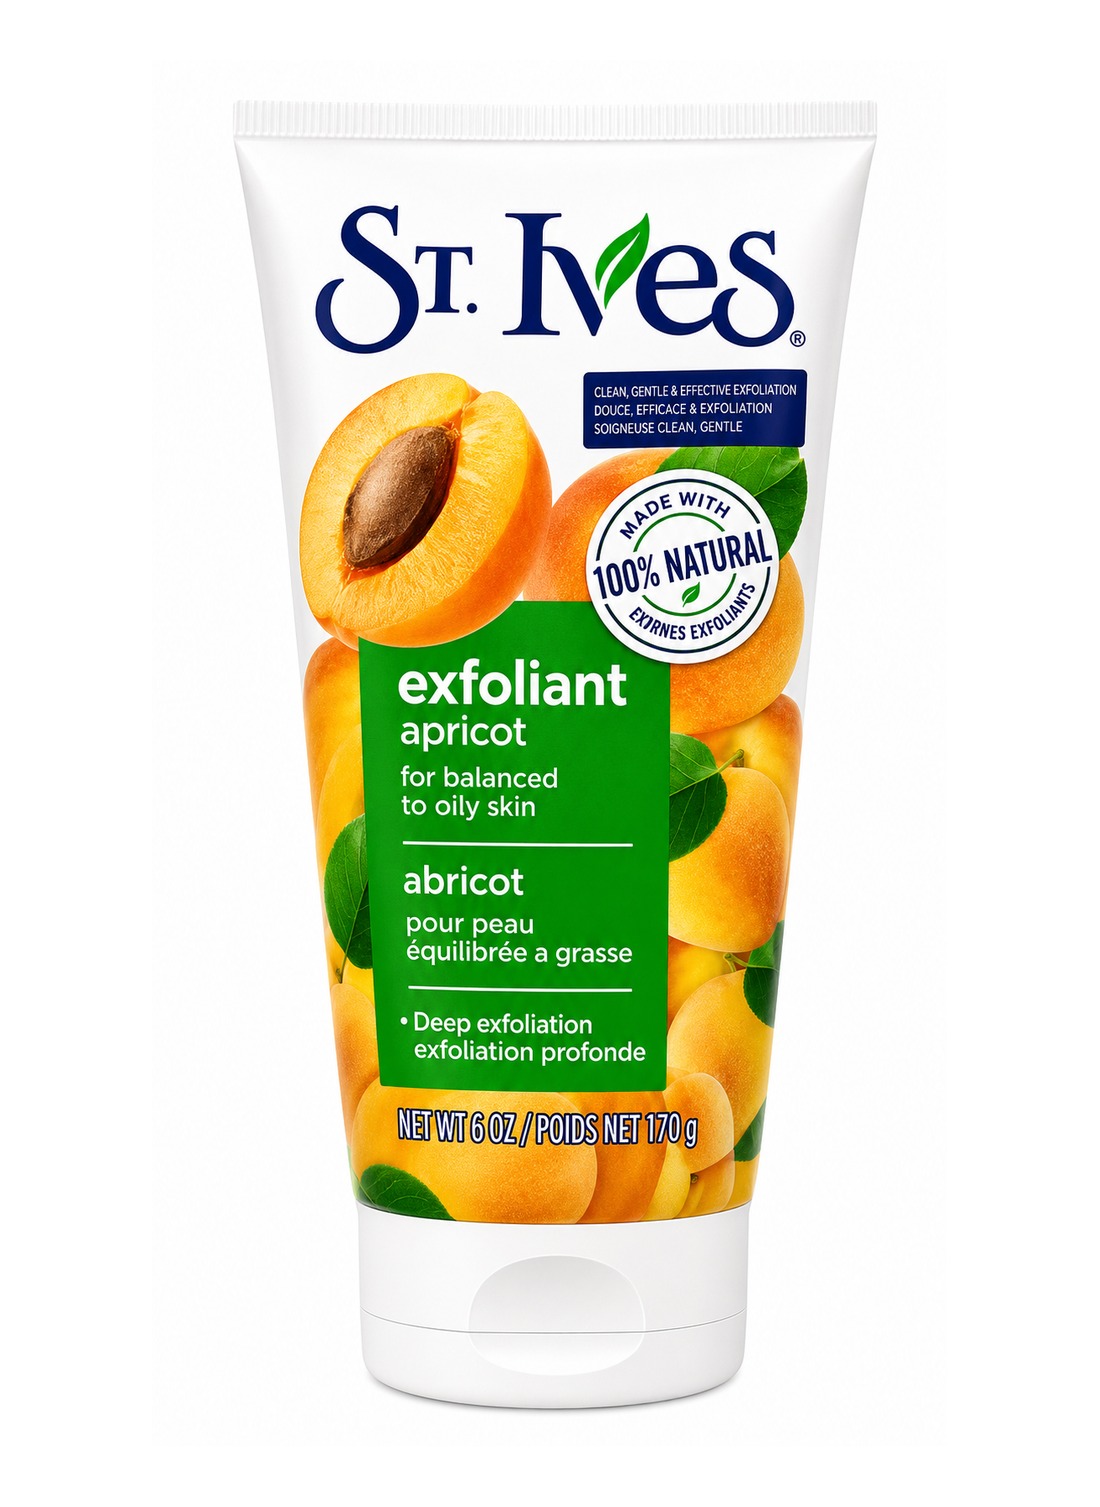 ST. Ives®
CLEAN, GENTLE & EFFECTIVE EXFOLIATION
DOUCE, EFFICACE & EXFOLIATION
SOIGNEUSE CLEAN, GENTLE
MADE WITH
100% NATURAL
EXFOLIANTS
exfoliant
apricot
for balanced
to oily skin
abricot
pour peau
équilibrée a grasse
• Deep exfoliation
exfoliation profonde
NET WT 6 OZ / POIDS NET 170 g